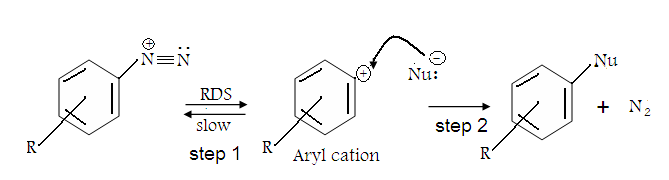 ⊕
N≡N̈
R
RDS
slow
step 1
⊕
R
Aryl cation
⊖
Nu:
step 2
Nu
R
+ N₂